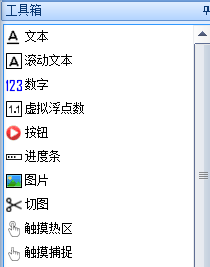 工具箱
A 文本
A 滚动文本
123 数字
1.1 虚拟浮点数
按钮
进度条
图片
切图
触摸热区
触摸捕捉